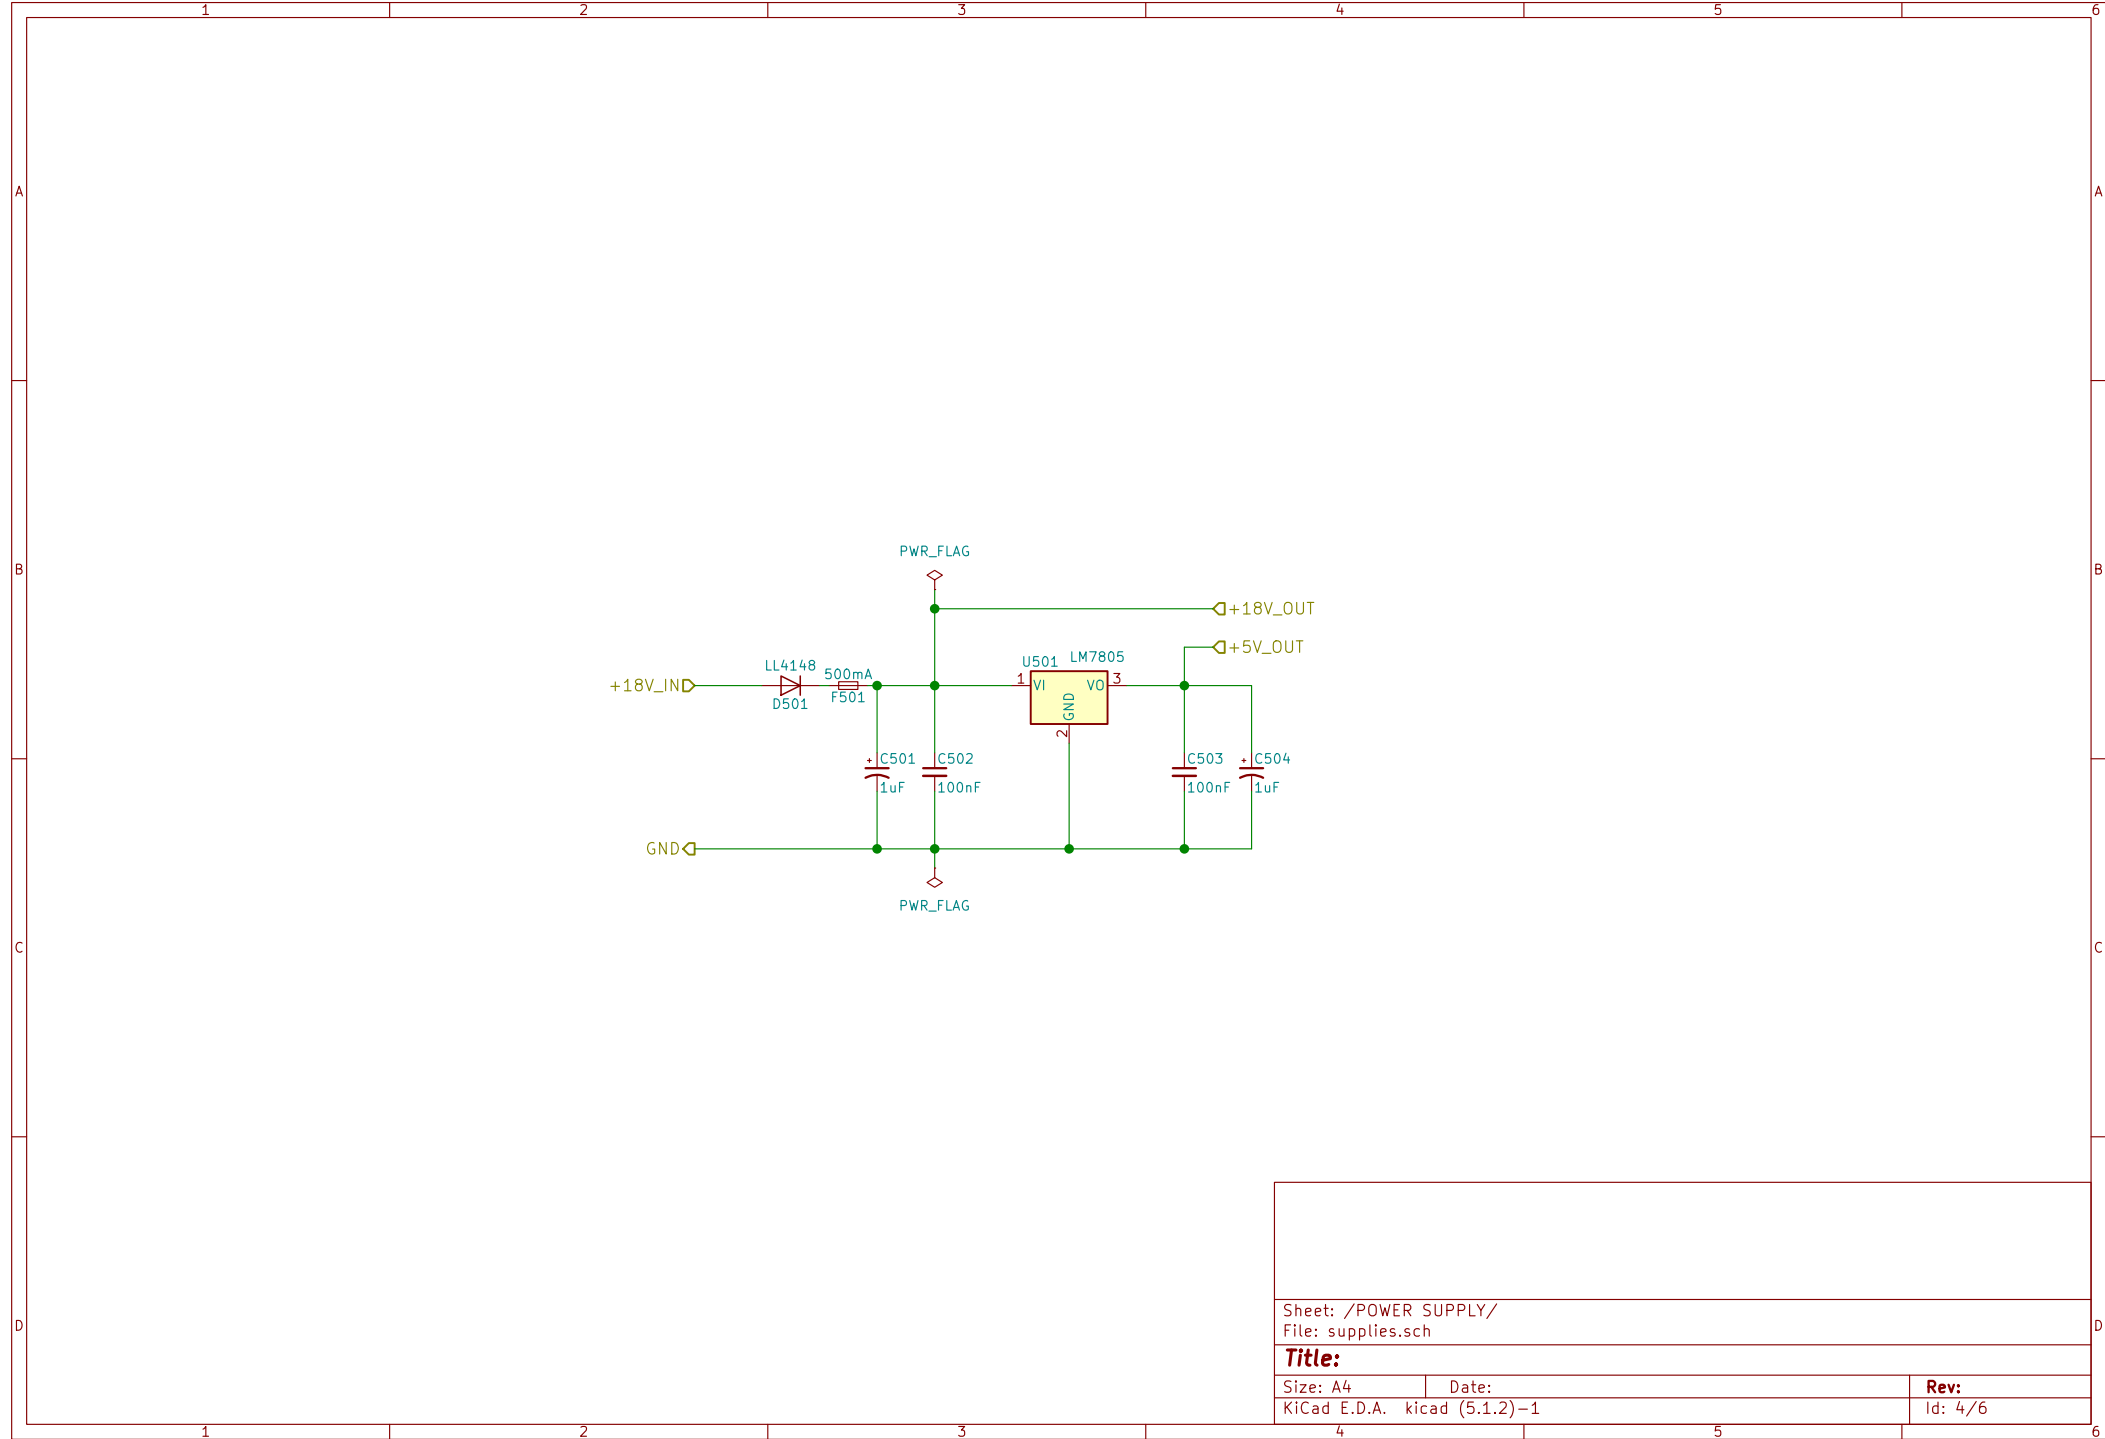 1 2 3 4 5 6
A A
PWR_FLAG
B B
+18V_OUT
+5V_OUT
U501 LM7805
LL4148 500mA
+18V_IN 1 VI VO 3
D501 F501
GND
2
C501 C502 C503 C504
1uF 100nF 100nF 1uF
GND
PWR_FLAG
C C
Sheet: /POWER SUPPLY/
D D
File: supplies.sch
Title:
Size: A4 Date: Rev:
KiCad E.D.A. kicad (5.1.2)-1 Id: 4/6
1 2 3 4 5 6